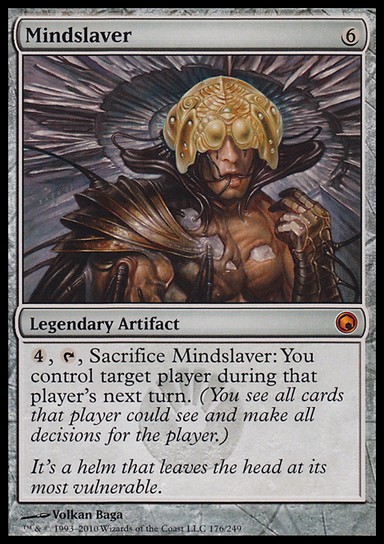 Mindslaver 6
Legendary Artifact
4, , Sacrifice Mindslaver: You
control target player during that
player's next turn. (You see all cards
that player could see and make all
decisions for the player.)
It's a helm that leaves the head at its
most vulnerable.
Volkan Baga
™ & © 1993–2010 Wizards of the Coast LLC 176/249